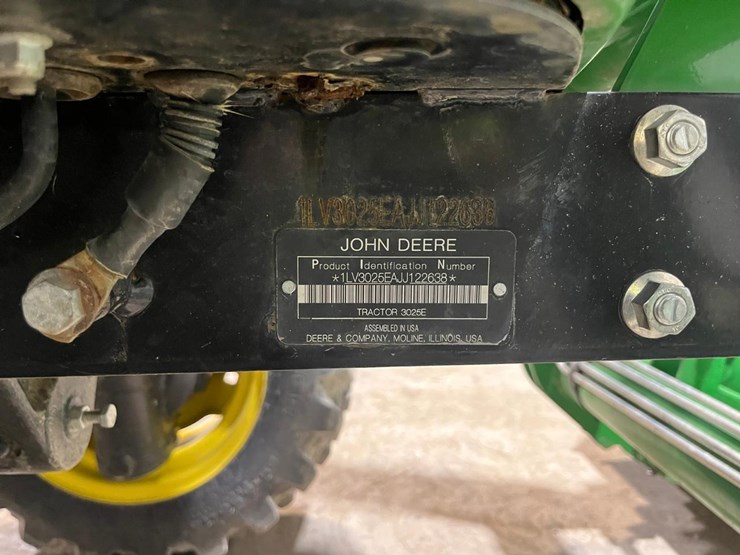 1LV3025EAJJ122638
JOHN DEERE
Product Identification Number
*1LV3025EAJJ122638*
TRACTOR 3025E
ASSEMBLED IN USA
DEERE & COMPANY, MOLINE, ILLINOIS, USA